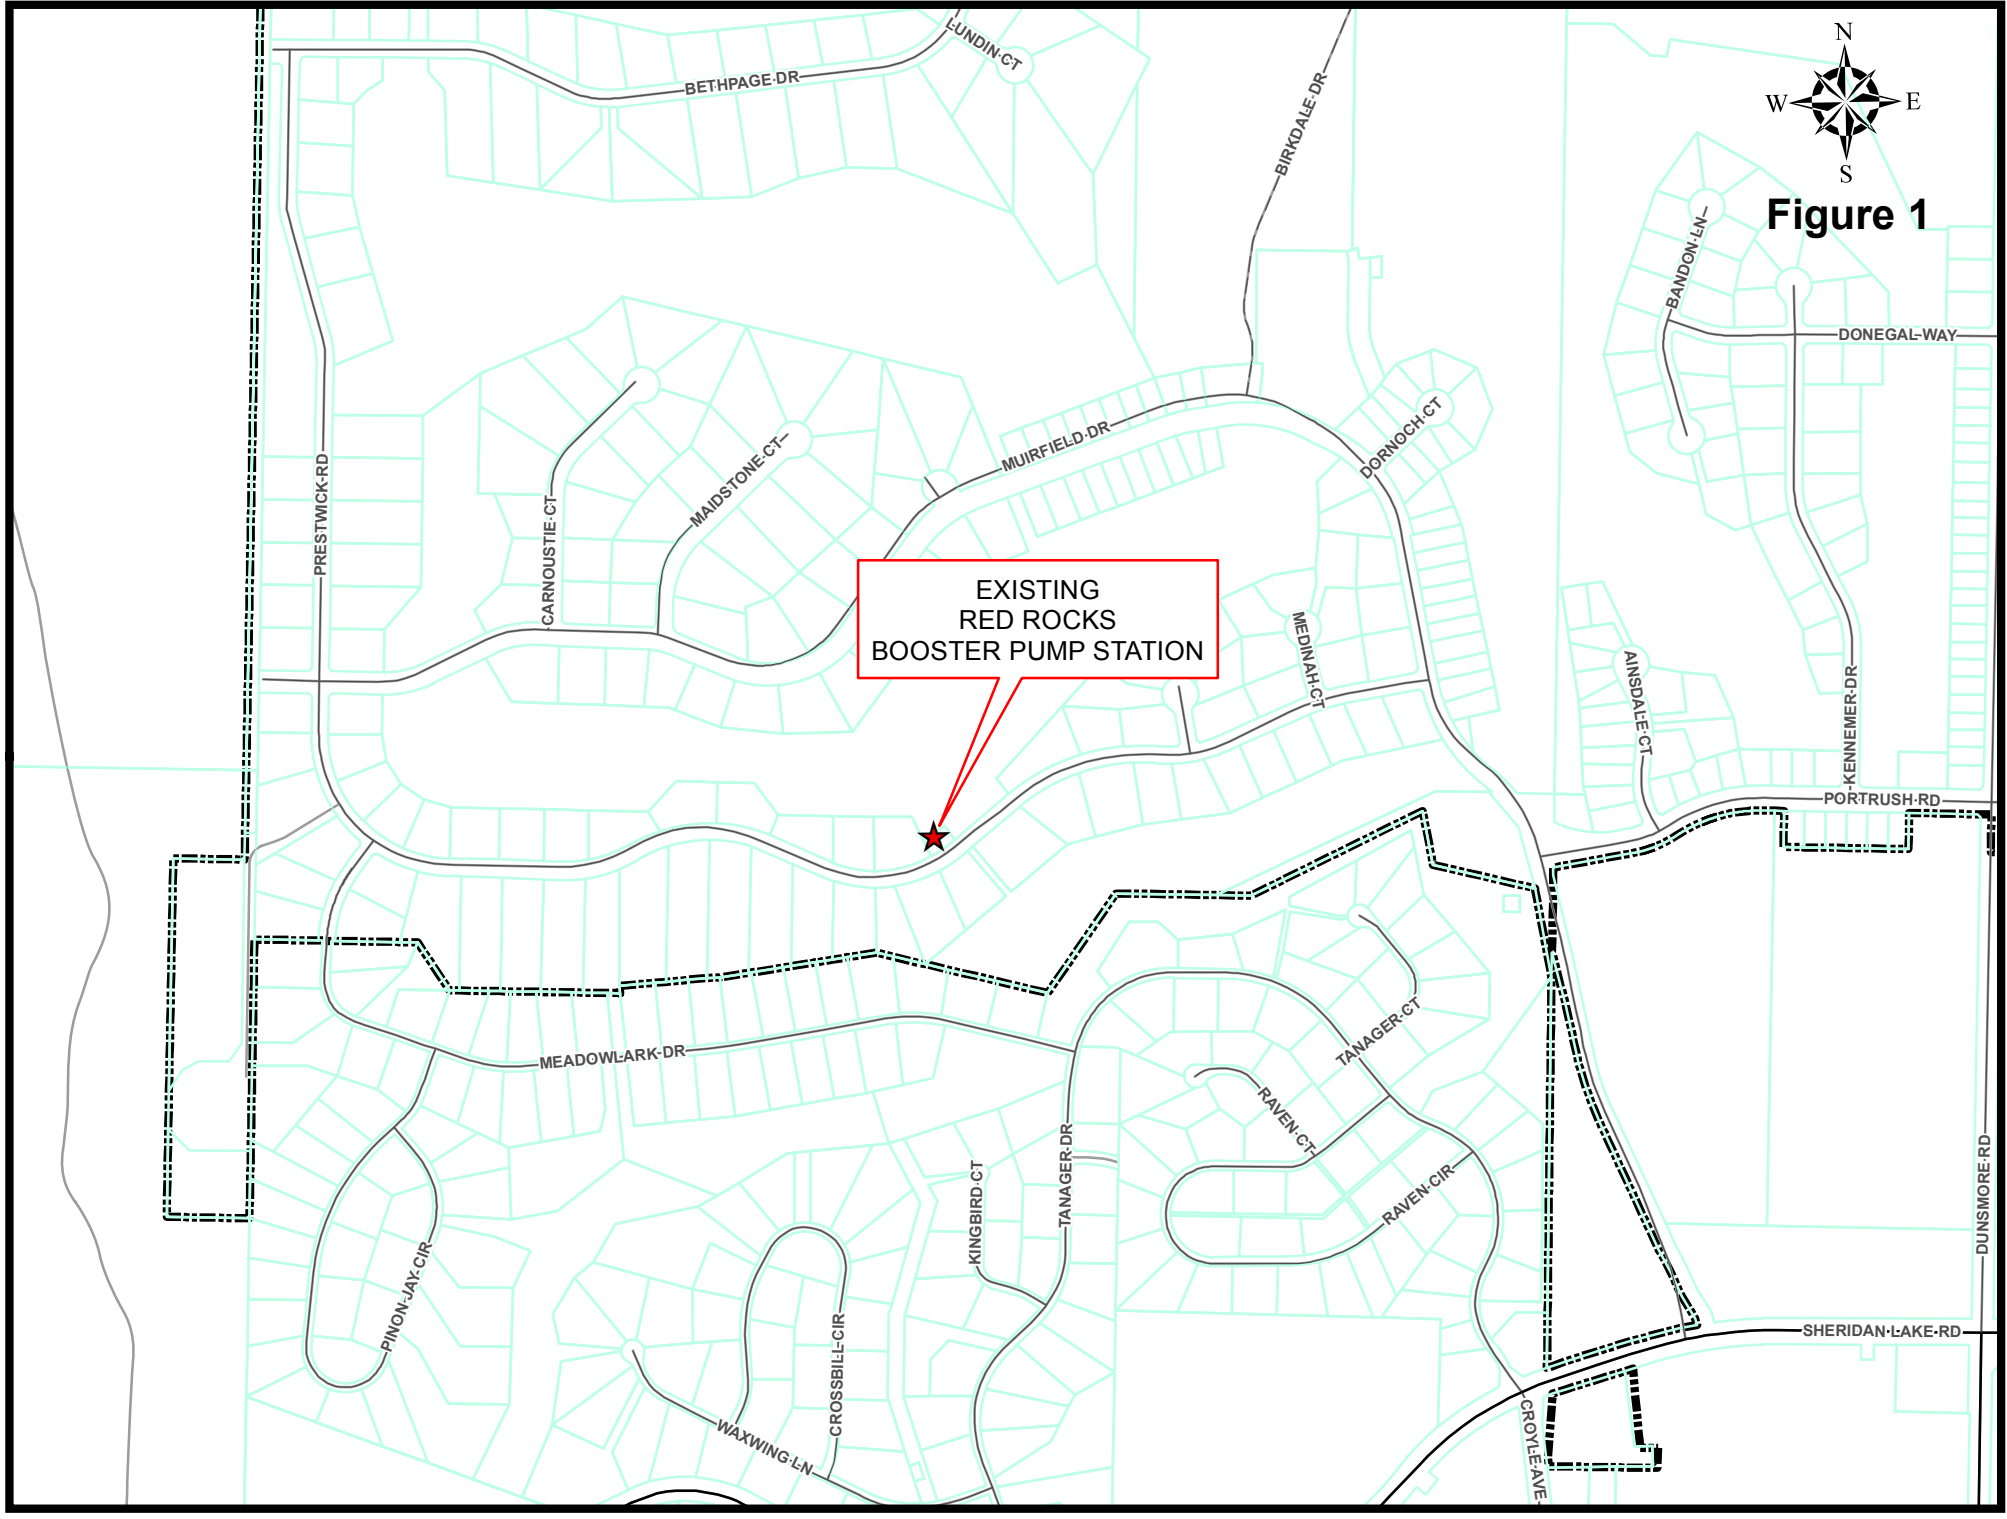 LUNDIN CT
BETHPAGE DR
BIRKDALE DR
N
W
E
S
Figure 1
BANDON LN
DONEGAL WAY
PRESTWICK RD
CARNOUSTIE CT
MAIDSTONE CT
MUIRFIELD DR
DORNOCH CT
EXISTING
RED ROCKS
BOOSTER PUMP STATION
MEDINAH CT
AINSDALE CT
KENNEMER DR
PORTRUSH RD
MEADOWLARK DR
TANAGER CT
RAVEN CT
RAVEN CIR
TANAGER DR
KINGBIRD CT
PINON JAY CIR
CROSSBILL CIR
WAXWING LN
DUNSMORE RD
SHERIDAN LAKE RD
CROYLE AVE